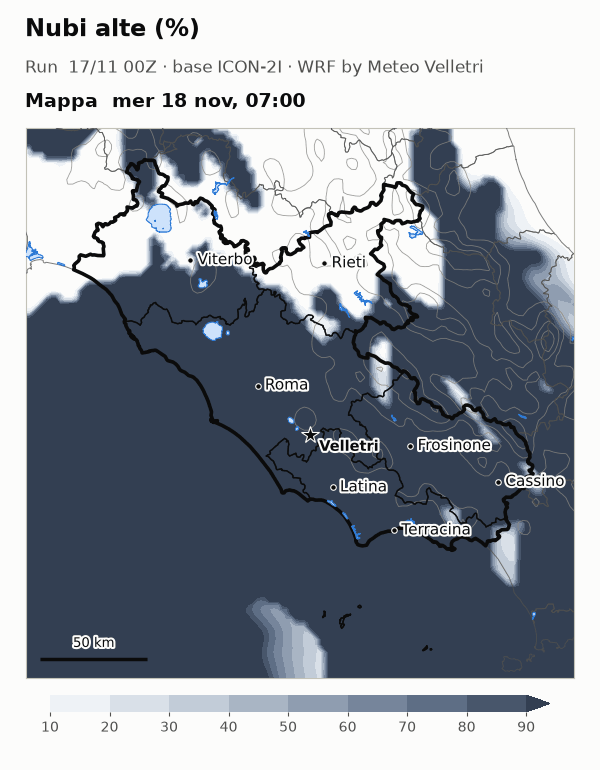 Nubi alte (%)
Run  17/11 00Z · base ICON-2I · WRF by Meteo Velletri
Mappa  mer 18 nov, 07:00
Viterbo
Rieti
Roma
Velletri
Frosinone
Cassino
Latina
Terracina
50 km
10 20 30 40 50 60 70 80 90